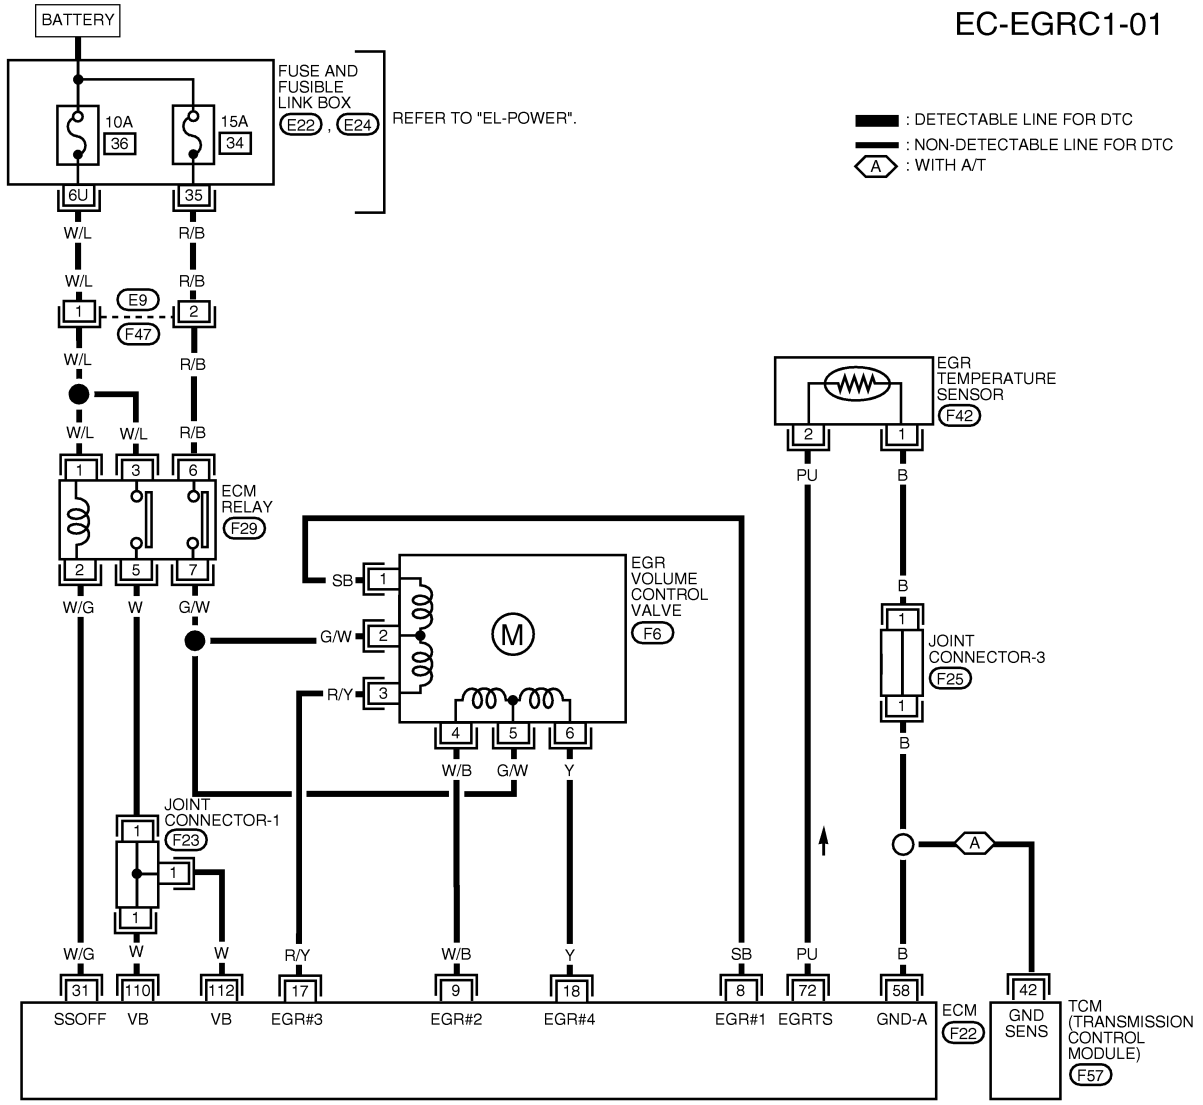 BATTERY
EC-EGRC1-01
FUSE AND
FUSIBLE
LINK BOX
E22 , E24
REFER TO "EL-POWER".
10A
36
15A
34
: DETECTABLE LINE FOR DTC
: NON-DETECTABLE LINE FOR DTC
A : WITH A/T
6U 35
W/L R/B
W/L R/B
1 E9 2
F47
W/L R/B
W/L W/L R/B
1 3 6
ECM
RELAY
F29
2 5 7
W/G W G/W
EGR
TEMPERATURE
SENSOR
F42
2 1
PU B
SB 1
G/W 2
R/Y 3
M
EGR
VOLUME
CONTROL
VALVE
F6
4 5 6
W/B G/W Y
B
1
JOINT
CONNECTOR-3
F25
1
B
JOINT
CONNECTOR-1
F23
1
1
1
A
W/G W W R/Y W/B Y SB PU B
31 110 112 17 9 18 8 72 58 42
SSOFF VB VB EGR#3 EGR#2 EGR#4 EGR#1 EGRTS GND-A
ECM
F22
GND
SENS
TCM
(TRANSMISSION
CONTROL
MODULE)
F57